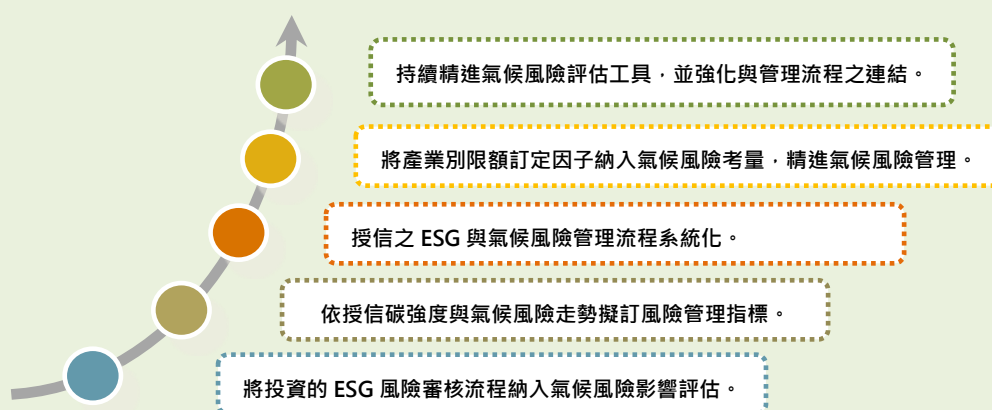 持續精進氣候風險評估工具，並強化與管理流程之連結。
將產業別限額訂定因子納入氣候風險考量，精進氣候風險管理。
授信之 ESG 與氣候風險管理流程系統化。
依授信碳強度與氣候風險走勢擬訂風險管理指標。
將投資的 ESG 風險審核流程納入氣候風險影響評估。